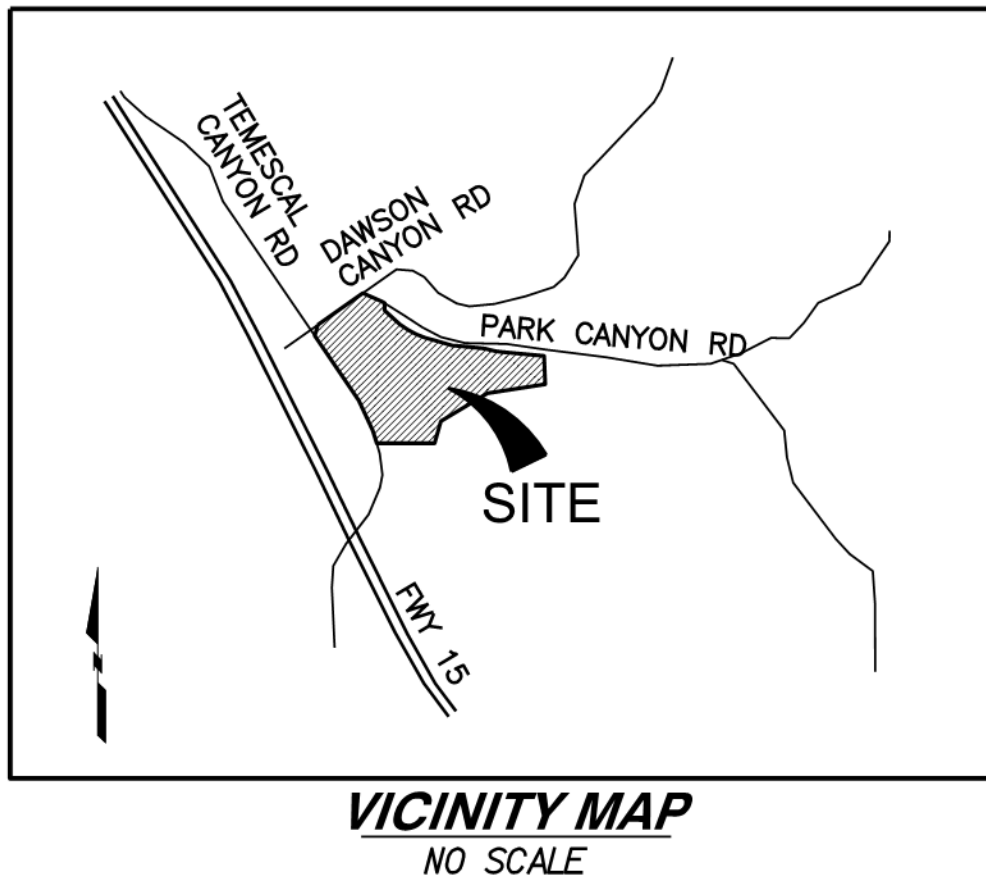 TEMESCAL
CANYON RD
DAWSON
CANYON RD
PARK CANYON RD
SITE
FWY 15
N
VICINITY MAP
NO SCALE